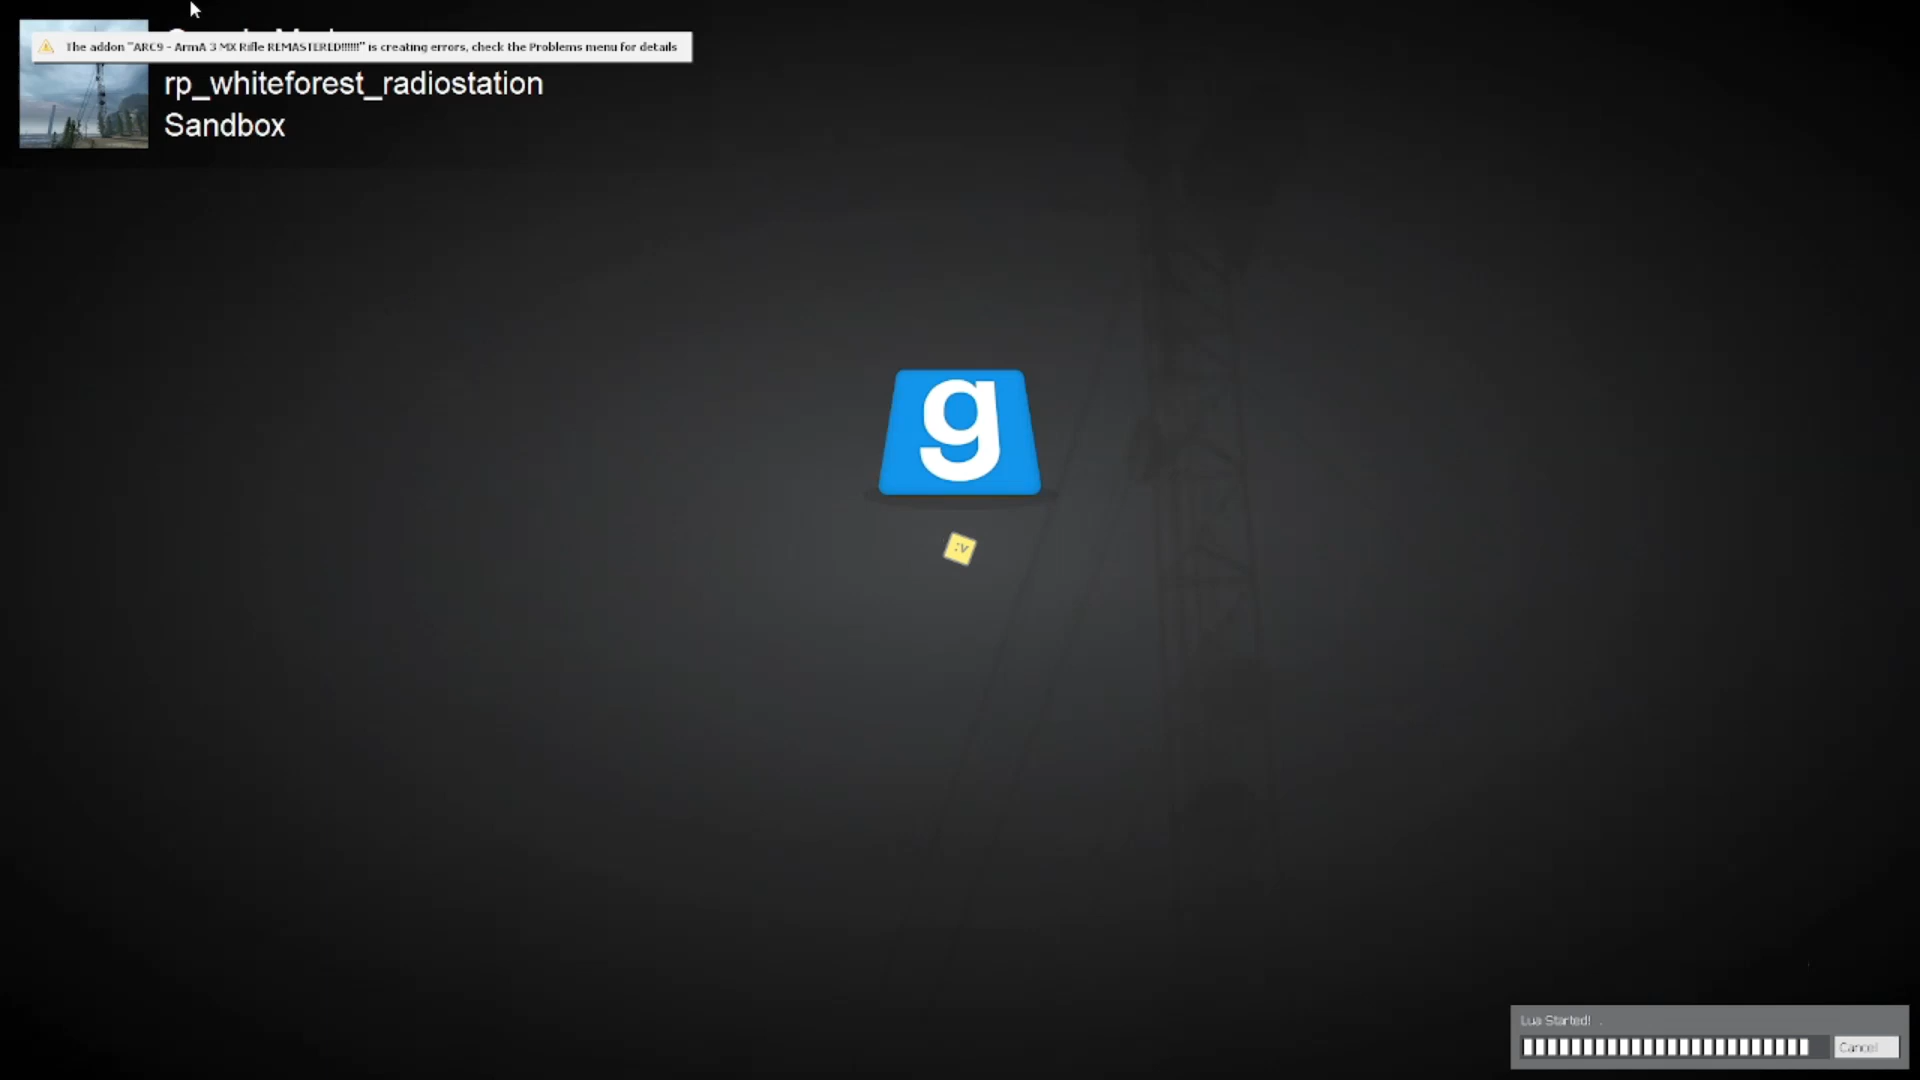 The addon "ARC9 - ArmA 3 MX Rifle REMASTERED!!!!!!" is creating errors, check the Problems menu for details
rp_whiteforest_radiostation
Sandbox
g
:v
Lua Started!
Cancel